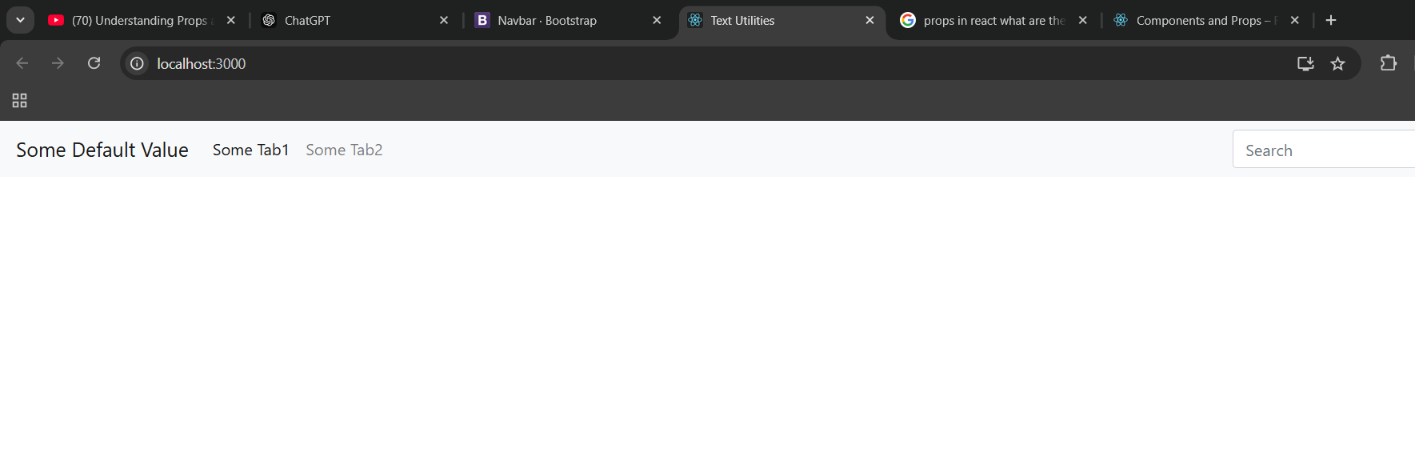 (70) Understanding Props a
ChatGPT
Navbar · Bootstrap
Text Utilities
props in react what are the
Components and Props –
localhost:3000
Some Default Value Some Tab1 Some Tab2 Search